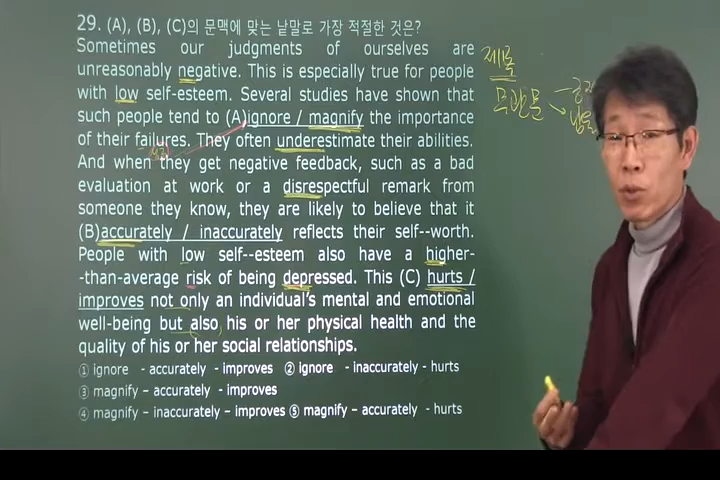 29. (A), (B), (C)의 문맥에 맞는 낱말로 가장 적절한 것은?
Sometimes our judgments of ourselves are
unreasonably negative. This is especially true for people
with low self-esteem. Several studies have shown that
such people tend to (A)ignore / magnify the importance
of their failures. They often underestimate their abilities.
And when they get negative feedback, such as a bad
evaluation at work or a disrespectful remark from
someone they know, they are likely to believe that it
(B)accurately / inaccurately reflects their self-worth.
People with low self--esteem also have a higher-
-than-average risk of being depressed. This (C) hurts /
improves not only an individual's mental and emotional
well-being but also, his or her physical health and the
quality of his or her social relationships.
① ignore - accurately - improves ② ignore - inaccurately - hurts
③ magnify – accurately - improves
④ magnify – inaccurately – improves ⑤ magnify – accurately - hurts
제목